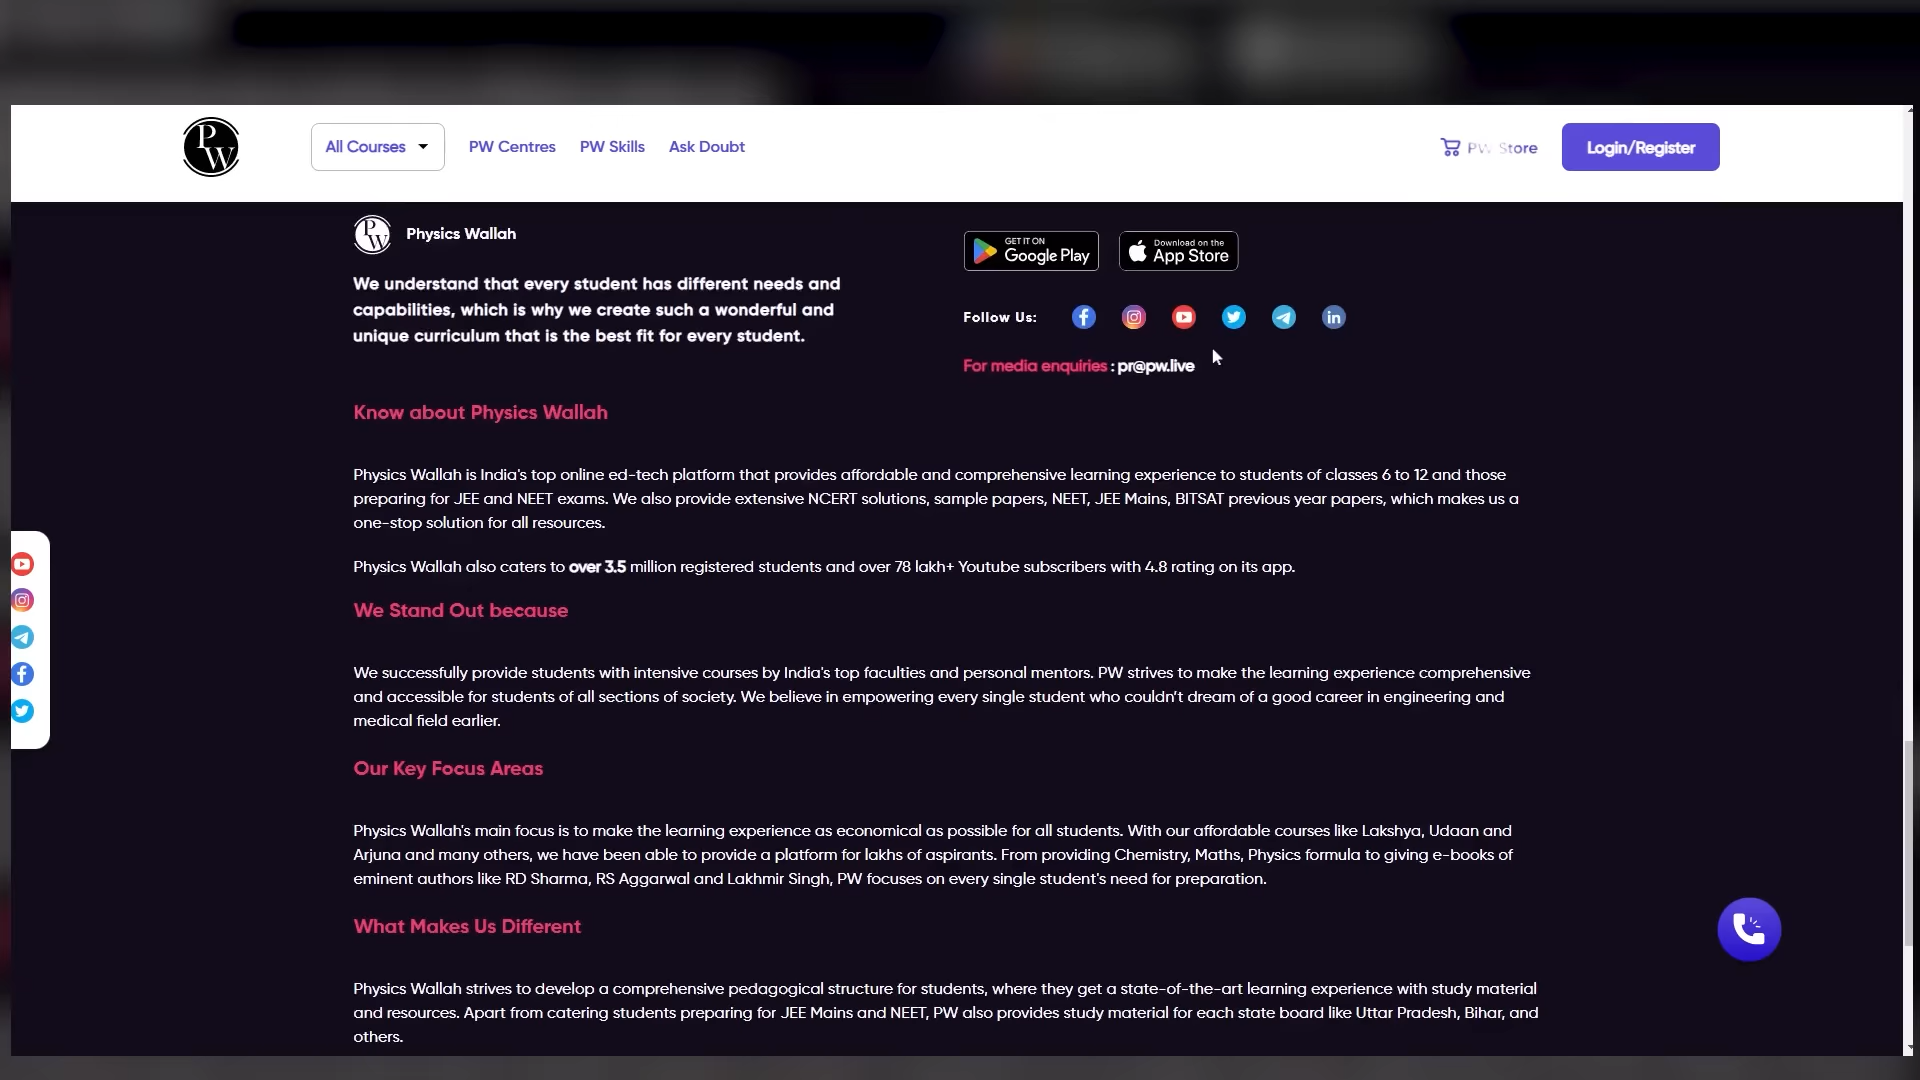 PW
All Courses
PW Centres
PW Skills
Ask Doubt
PW Store
Login/Register
PW
Physics Wallah
We understand that every student has different needs and
capabilities, which is why we create such a wonderful and
unique curriculum that is the best fit for every student.
GET IT ON
Google Play
Download on the
App Store
Follow Us:
For media enquiries : pr@pw.live
Know about Physics Wallah
Physics Wallah is India's top online ed-tech platform that provides affordable and comprehensive learning experience to students of classes 6 to 12 and those
preparing for JEE and NEET exams. We also provide extensive NCERT solutions, sample papers, NEET, JEE Mains, BITSAT previous year papers, which makes us a
one-stop solution for all resources.
Physics Wallah also caters to over 3.5 million registered students and over 78 lakh+ Youtube subscribers with 4.8 rating on its app.
We Stand Out because
We successfully provide students with intensive courses by India's top faculties and personal mentors. PW strives to make the learning experience comprehensive
and accessible for students of all sections of society. We believe in empowering every single student who couldn't dream of a good career in engineering and
medical field earlier.
Our Key Focus Areas
Physics Wallah's main focus is to make the learning experience as economical as possible for all students. With our affordable courses like Lakshya, Udaan and
Arjuna and many others, we have been able to provide a platform for lakhs of aspirants. From providing Chemistry, Maths, Physics formula to giving e-books of
eminent authors like RD Sharma, RS Aggarwal and Lakhmir Singh, PW focuses on every single student's need for preparation.
What Makes Us Different
Physics Wallah strives to develop a comprehensive pedagogical structure for students, where they get a state-of-the-art learning experience with study material
and resources. Apart from catering students preparing for JEE Mains and NEET, PW also provides study material for each state board like Uttar Pradesh, Bihar, and
others.